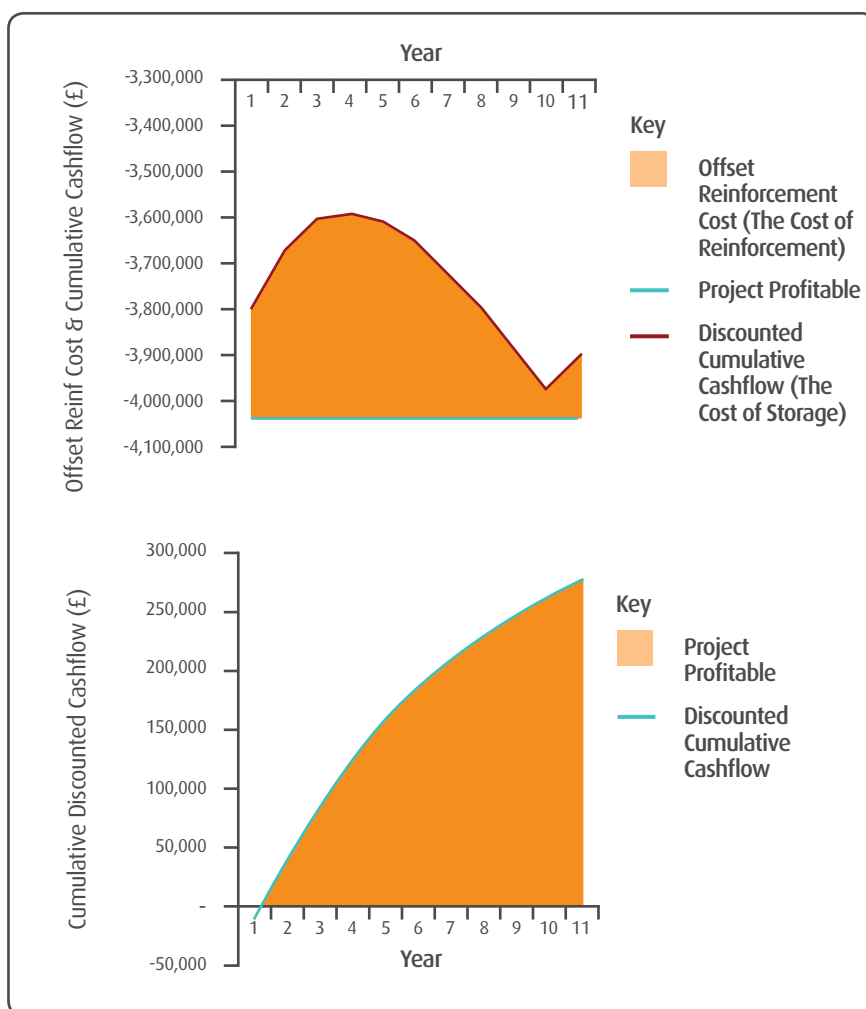 Year
Offset Reinf Cost & Cumulative Cashflow (£)
-3,300,000
-3,400,000
-3,500,000
-3,600,000
-3,700,000
-3,800,000
-3,900,000
-4,000,000
-4,100,000
1 2 3 4 5 6 7 8 9 10 11
Key
Offset
Reinforcement
Cost (The Cost of
Reinforcement)
Project Profitable
Discounted
Cumulative
Cashflow (The
Cost of Storage)
Cumulative Discounted Cashflow (£)
300,000
250,000
200,000
150,000
100,000
50,000
-
-50,000
1 2 3 4 5 6 7 8 9 10 11
Year
Key
Project
Profitable
Discounted
Cumulative
Cashflow